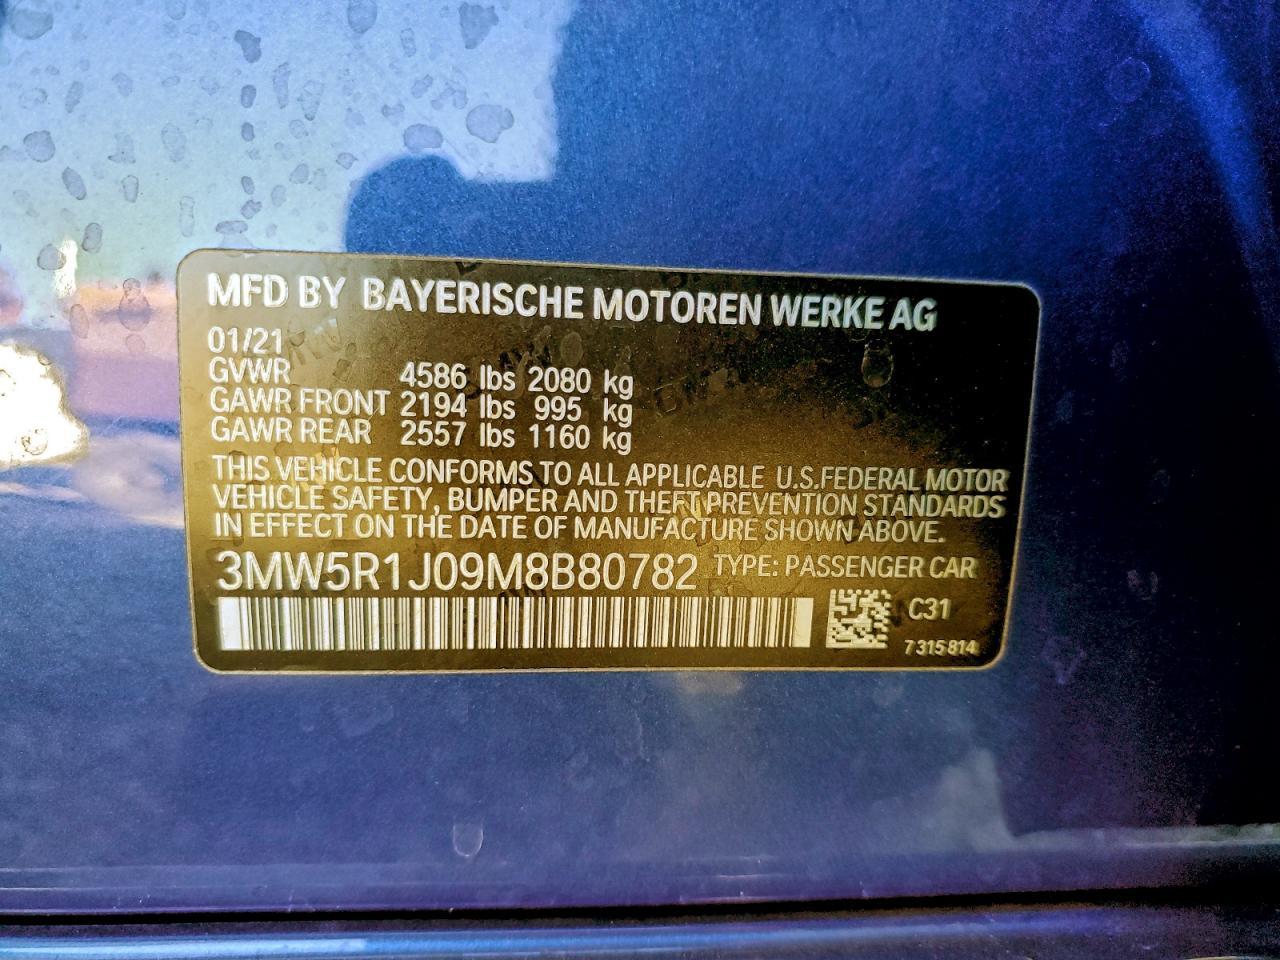 MFD BY BAYERISCHE MOTOREN WERKE AG
01/21
GVWR 4586 lbs 2080 kg
GAWR FRONT 2194 lbs 995 kg
GAWR REAR 2557 lbs 1160 kg
THIS VEHICLE CONFORMS TO ALL APPLICABLE U.S.FEDERAL MOTOR
VEHICLE SAFETY, BUMPER AND THEFT PREVENTION STANDARDS
IN EFFECT ON THE DATE OF MANUFACTURE SHOWN ABOVE.
3MW5R1J09M8B80782 TYPE: PASSENGER CAR
C31
7 315 814